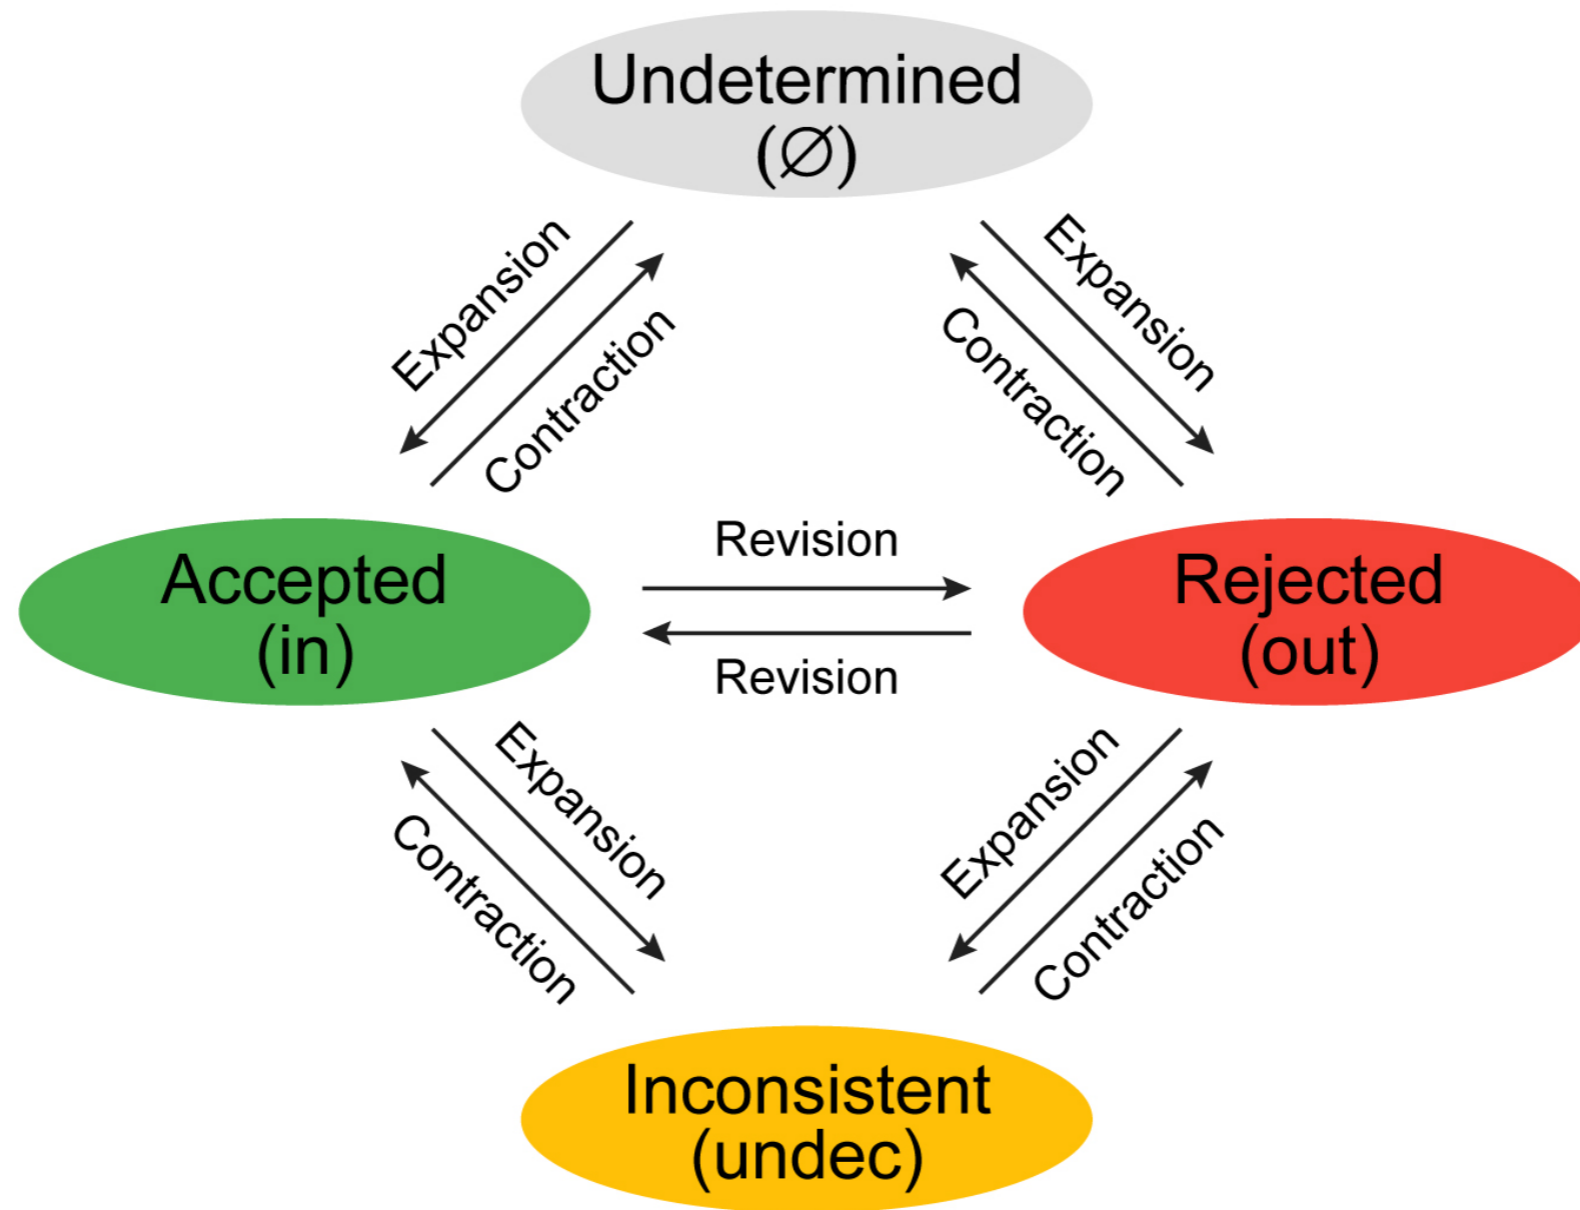 Undetermined
(∅)
Expansion
Contraction
Expansion
Contraction
Accepted
(in)
Revision
Revision
Rejected
(out)
Expansion
Contraction
Expansion
Contraction
Inconsistent
(undec)